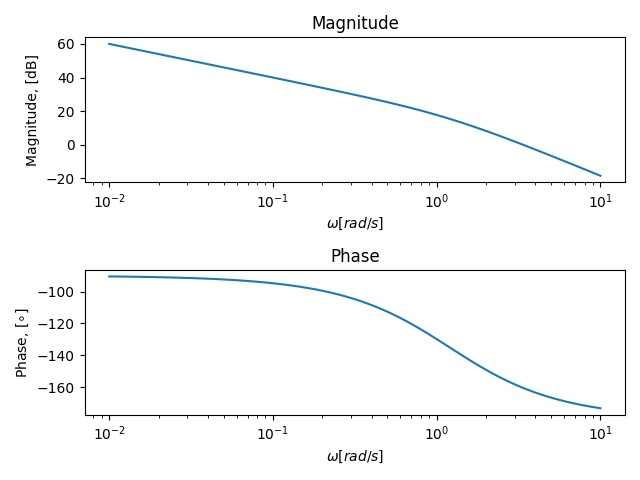 Magnitude
Magnitude, [dB]
60
40
20
0
−20
10⁻² 10⁻¹ 10⁰ 10¹
ω[rad/s]
Phase
Phase, [∘]
−100
−120
−140
−160
10⁻² 10⁻¹ 10⁰ 10¹
ω[rad/s]